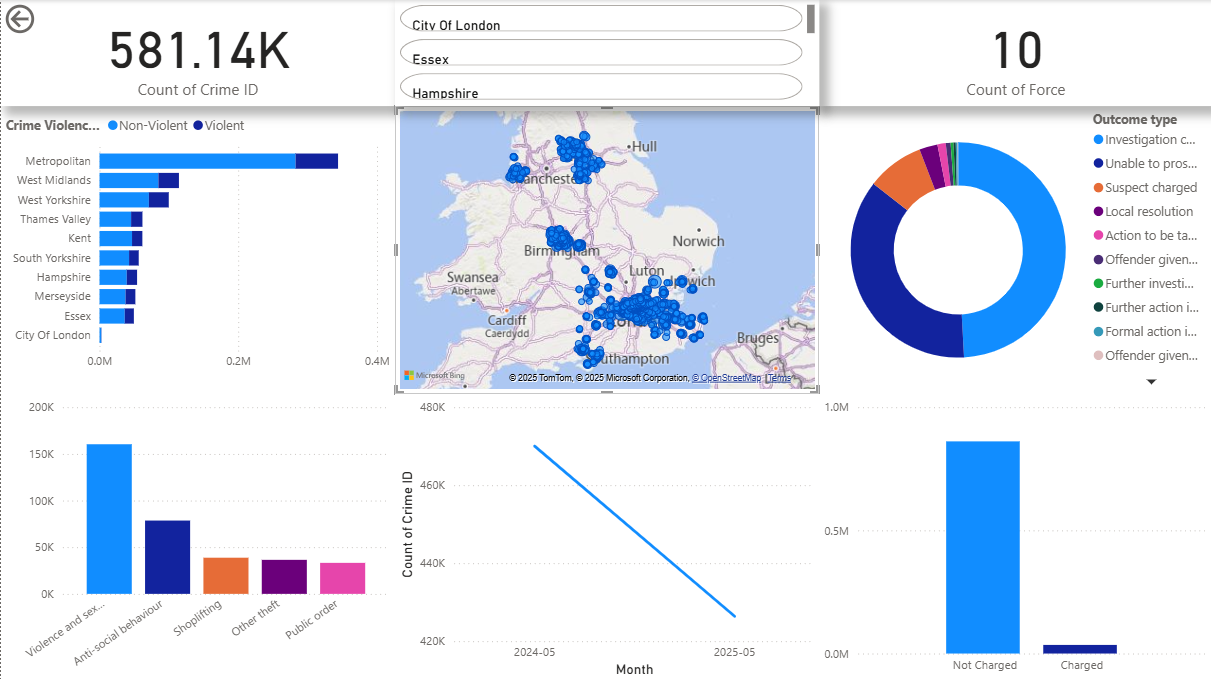 581.14K
Count of Crime ID
City Of London
Essex
Hampshire
10
Count of Force
Crime Violenc...
Non-Violent
Violent
Metropolitan
West Midlands
West Yorkshire
Thames Valley
Kent
South Yorkshire
Hampshire
Merseyside
Essex
City Of London
0.0M
0.2M
0.4M
Hull
anchester
Birmingham
Norwich
Luton
Swansea
Abertawe
Cardiff
Caerdydd
uthampton
Bruges
Microsoft Bing
© 2025 TomTom, © 2025 Microsoft Corporation, © OpenStreetMap Terms
Outcome type
Investigation c...
Unable to pros...
Suspect charged
Local resolution
Action to be ta...
Offender given...
Further investi...
Further action i...
Formal action i...
Offender given...
200K
150K
100K
50K
0K
Violence and sex...
Anti-social behaviour
Shoplifting
Other theft
Public order
480K
460K
440K
420K
Count of Crime ID
2024-05
2025-05
Month
1.0M
0.5M
0.0M
Not Charged
Charged